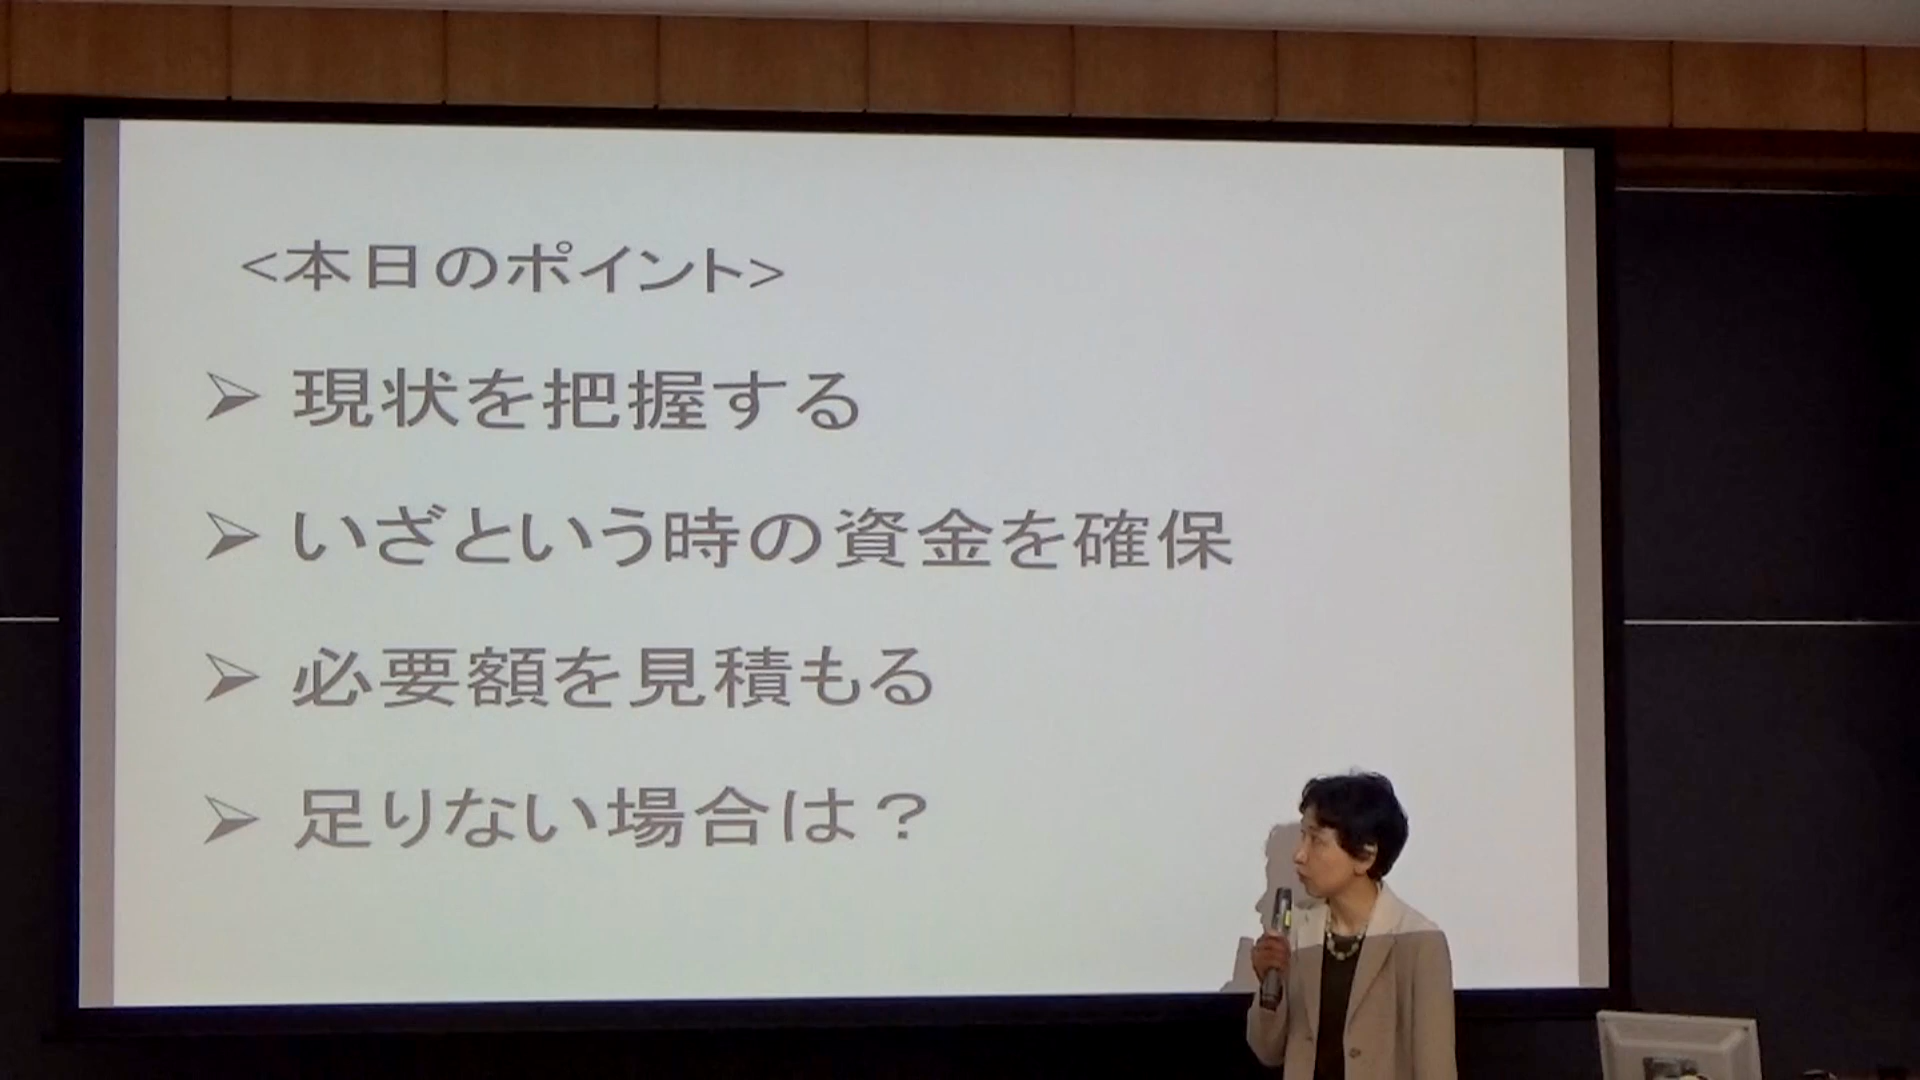 <本日のポイント>
➢ 現状を把握する
➢ いざという時の資金を確保
➢ 必要額を見積もる
➢ 足りない場合は？